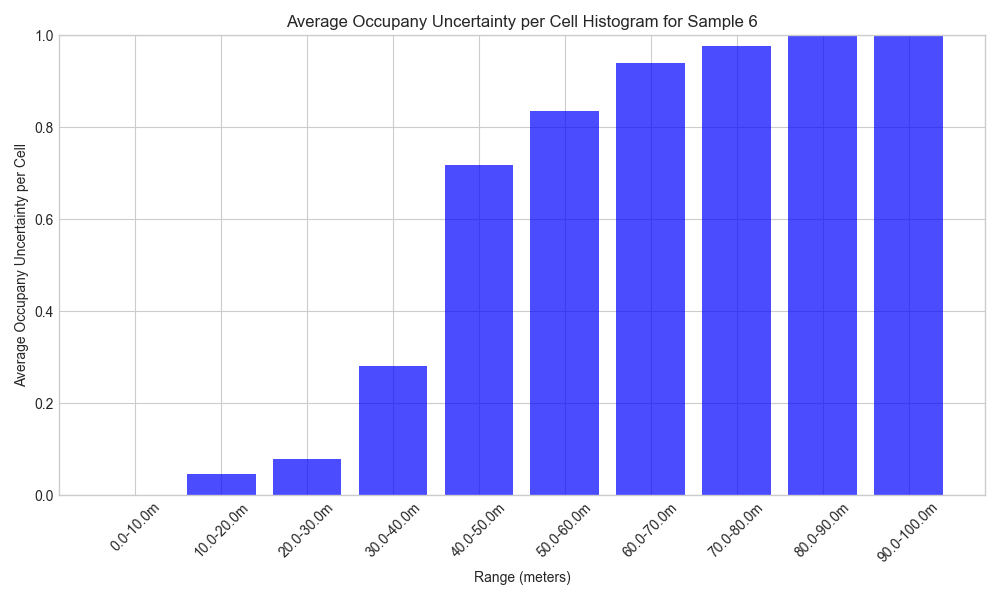 Average Occupany Uncertainty per Cell Histogram for Sample 6
Average Occupany Uncertainty per Cell
1.0
0.8
0.6
0.4
0.2
0.0
0.0-10.0m
10.0-20.0m
20.0-30.0m
30.0-40.0m
40.0-50.0m
50.0-60.0m
60.0-70.0m
70.0-80.0m
80.0-90.0m
90.0-100.0m
Range (meters)